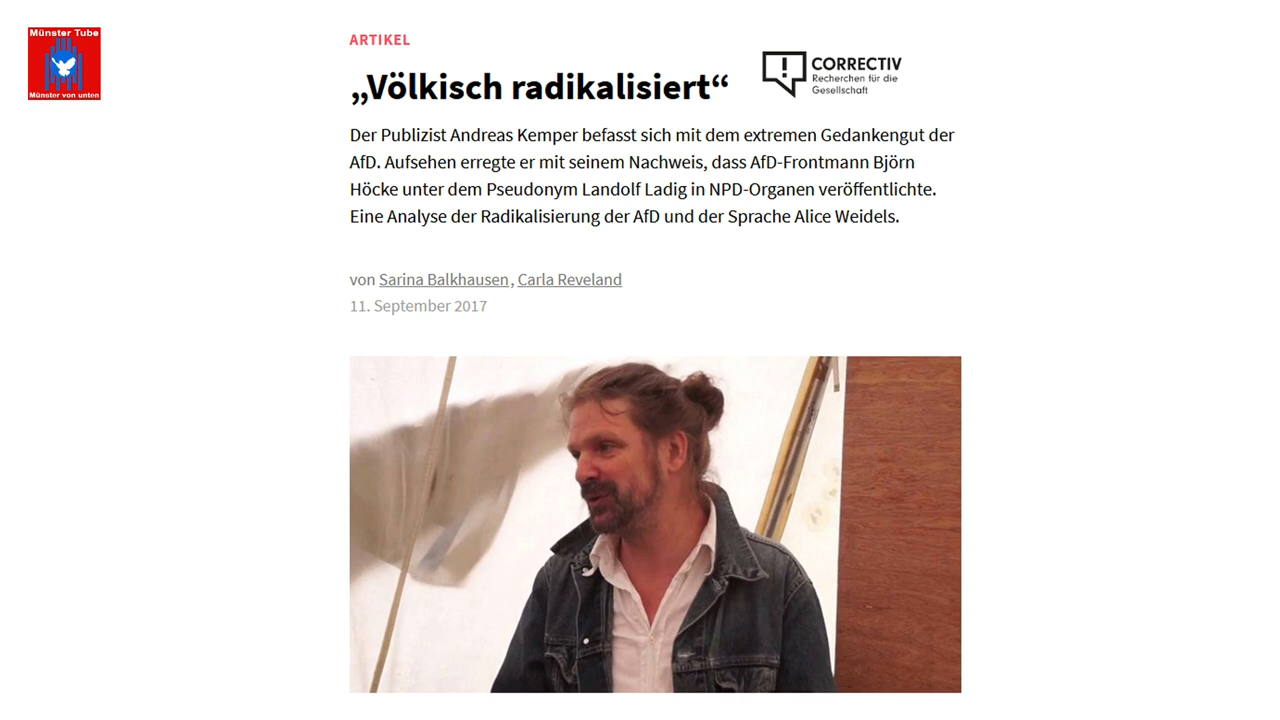 Münster Tube
Münster von unten
ARTIKEL
„Völkisch radikalisiert“
CORRECTIV
Recherchen für die
Gesellschaft
Der Publizist Andreas Kemper befasst sich mit dem extremen Gedankengut der
AfD. Aufsehen erregte er mit seinem Nachweis, dass AfD-Frontmann Björn
Höcke unter dem Pseudonym Landolf Ladig in NPD-Organen veröffentlichte.
Eine Analyse der Radikalisierung der AfD und der Sprache Alice Weidels.
von Sarina Balkhausen, Carla Reveland
11. September 2017